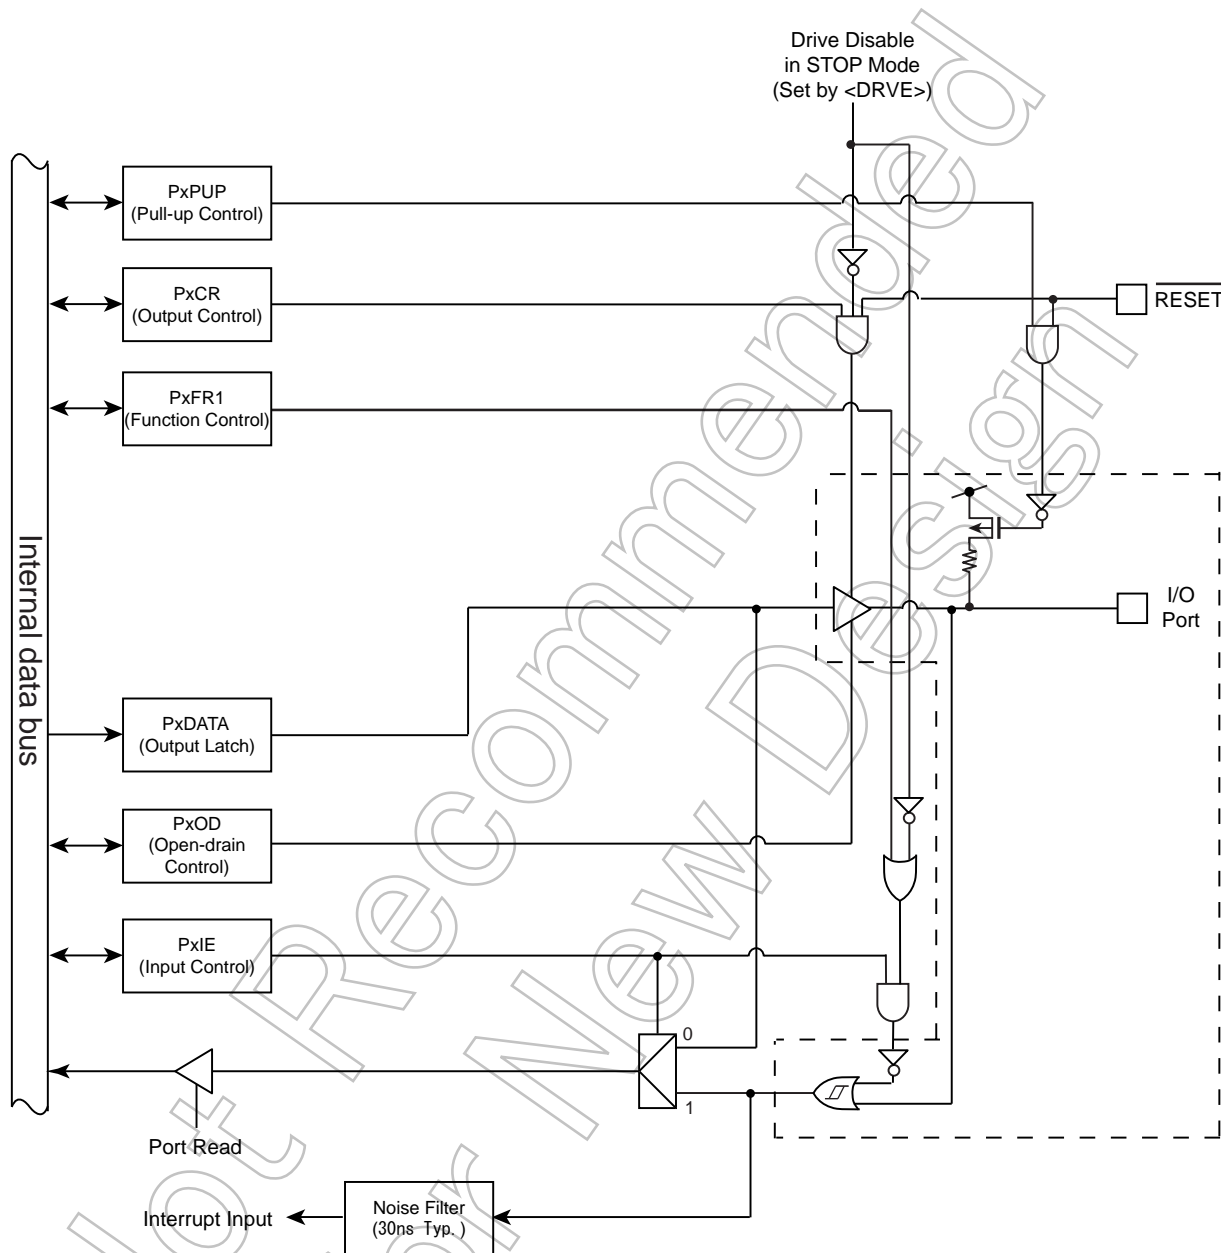 Drive Disable
in STOP Mode
(Set by <DRVE>)
PxPUP
(Pull-up Control)
PxCR
(Output Control)
RESET
PxFR1
(Function Control)
Internal data bus
I/O
Port
PxDATA
(Output Latch)
PxOD
(Open-drain
Control)
PxIE
(Input Control)
0
1
Port Read
Interrupt Input
Noise Filter
(30ns Typ.)
Not Recommended
for New Design